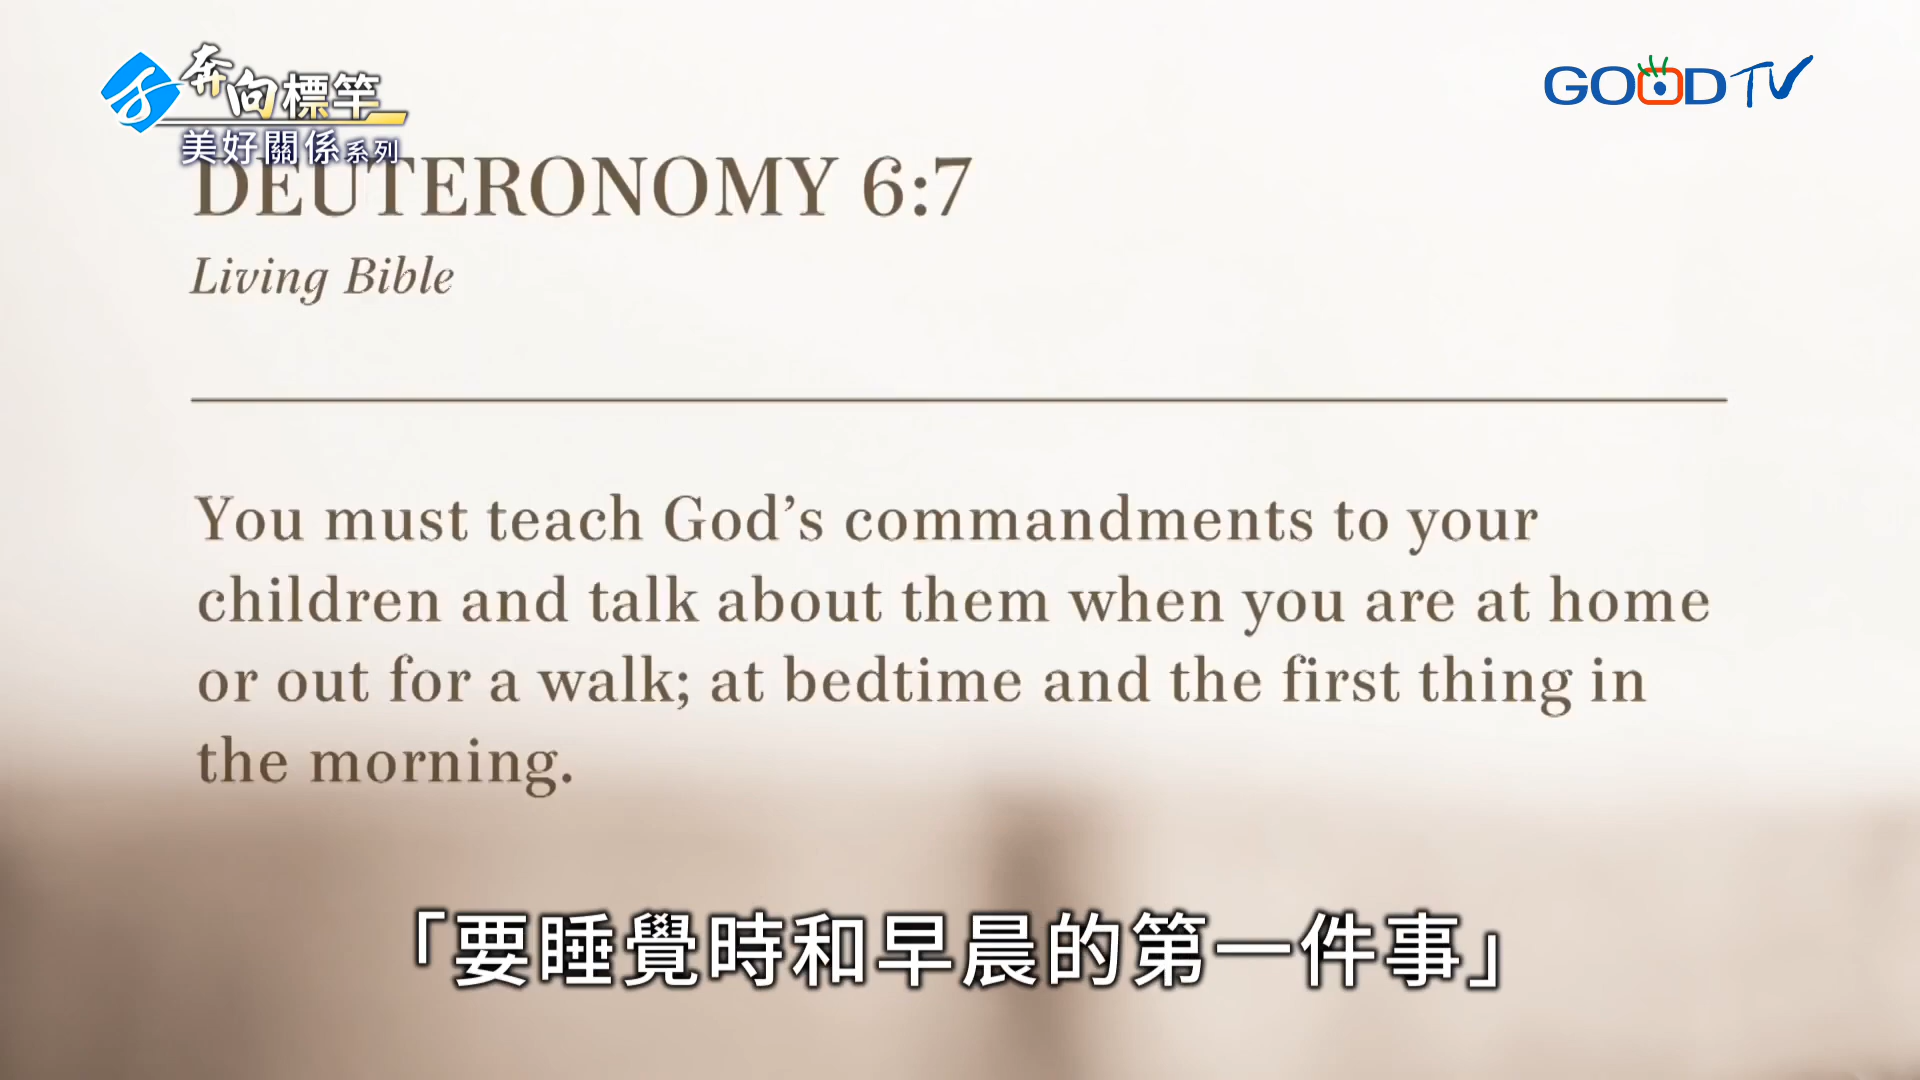 奔向標竿
美好關係系列
GOOD TV
DEUTERONOMY 6:7
Living Bible
You must teach God’s commandments to your
children and talk about them when you are at home
or out for a walk; at bedtime and the first thing in
the morning.
「要睡覺時和早晨的第一件事」